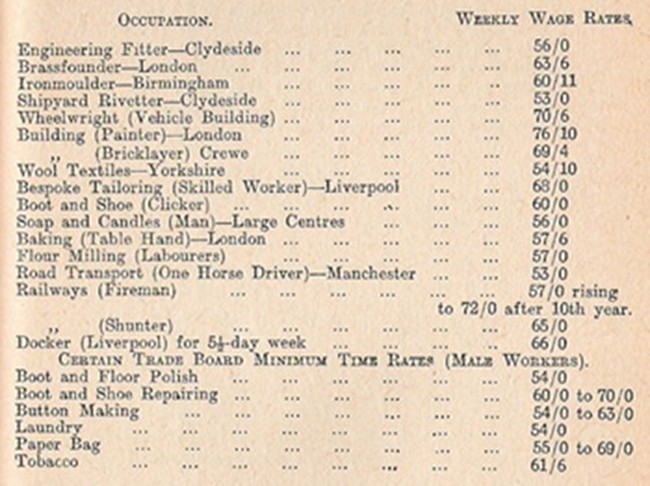 OCCUPATION. WEEKLY WAGE RATES,
Engineering Fitter—Clydeside ... ... ... ... ... 56/0
Brassfounder—London ... ... ... ... ... ... 63/6
Ironmoulder—Birmingham ... ... ... ... .. 60/11
Shipyard Rivetter—Clydeside ... ... ... ... ... 53/0
Wheelwright (Vehicle Building) ... ... ... ... ... 70/6
Building (Painter)—London ... ... ... ... ... 76/10
„ (Bricklayer) Crewe ... ... ... ... ... 69/4
Wool Textiles—Yorkshire ... ... ... ... ... 54/10
Bespoke Tailoring (Skilled Worker)—Liverpool ... ... 68/0
Boot and Shoe (Clicker) ... ... ... ... ... ... 60/0
Soap and Candles (Man)—Large Centres ... ... ... 56/0
Baking (Table Hand)—London ... ... ... ... ... 57/6
Flour Milling (Labourers) ... ... ... ... ... 57/0
Road Transport (One Horse Driver)—Manchester ... ... 53/0
Railways (Fireman) ... ... ... ... ... ... 57/0 rising
to 72/0 after 10th year.
„ (Shunter) ... ... ... ... ... ... 65/0
Docker (Liverpool) for 5½-day week ... ... ... ... 66/0
CERTAIN TRADE BOARD MINIMUM TIME RATES (MALE WORKERS).
Boot and Floor Polish ... ... ... ... ... ... 54/0
Boot and Shoe Repairing ... ... ... ... ... ... 60/0 to 70/0
Button Making ... ... ... ... ... ... ... 54/0 to 63/0
Laundry ... ... ... ... ... ... ... ... 54/0
Paper Bag ... ... ... ... ... ... ... ... 55/0 to 69/0
Tobacco ... ... ... ... ... ... ... ... 61/6